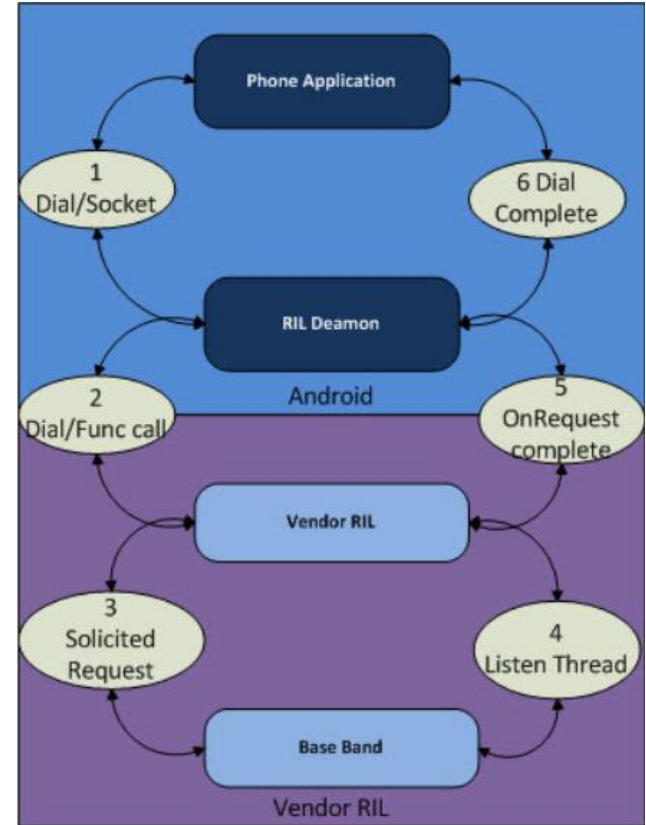 Phone Application
1
Dial/Socket
6 Dial
Complete
RIL Deamon
Android
2
Dial/Func call
5
OnRequest
complete
Vendor RIL
3
Solicited
Request
4
Listen Thread
Base Band
Vendor RIL